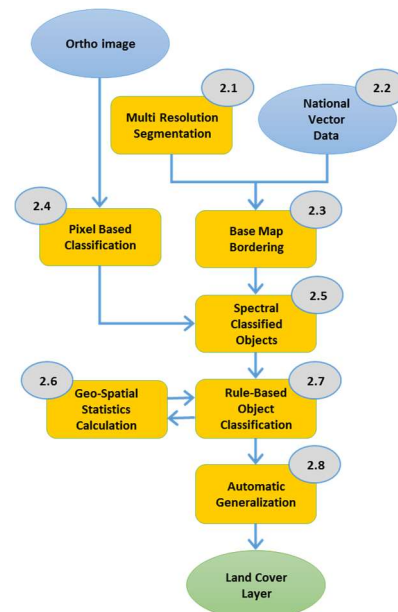 Ortho image
2.1
Multi Resolution
Segmentation
2.2
National
Vector
Data
2.4
Pixel Based
Classification
2.3
Base Map
Bordering
2.5
Spectral
Classified
Objects
2.6
Geo-Spatial
Statistics
Calculation
2.7
Rule-Based
Object
Classification
2.8
Automatic
Generalization
Land Cover
Layer